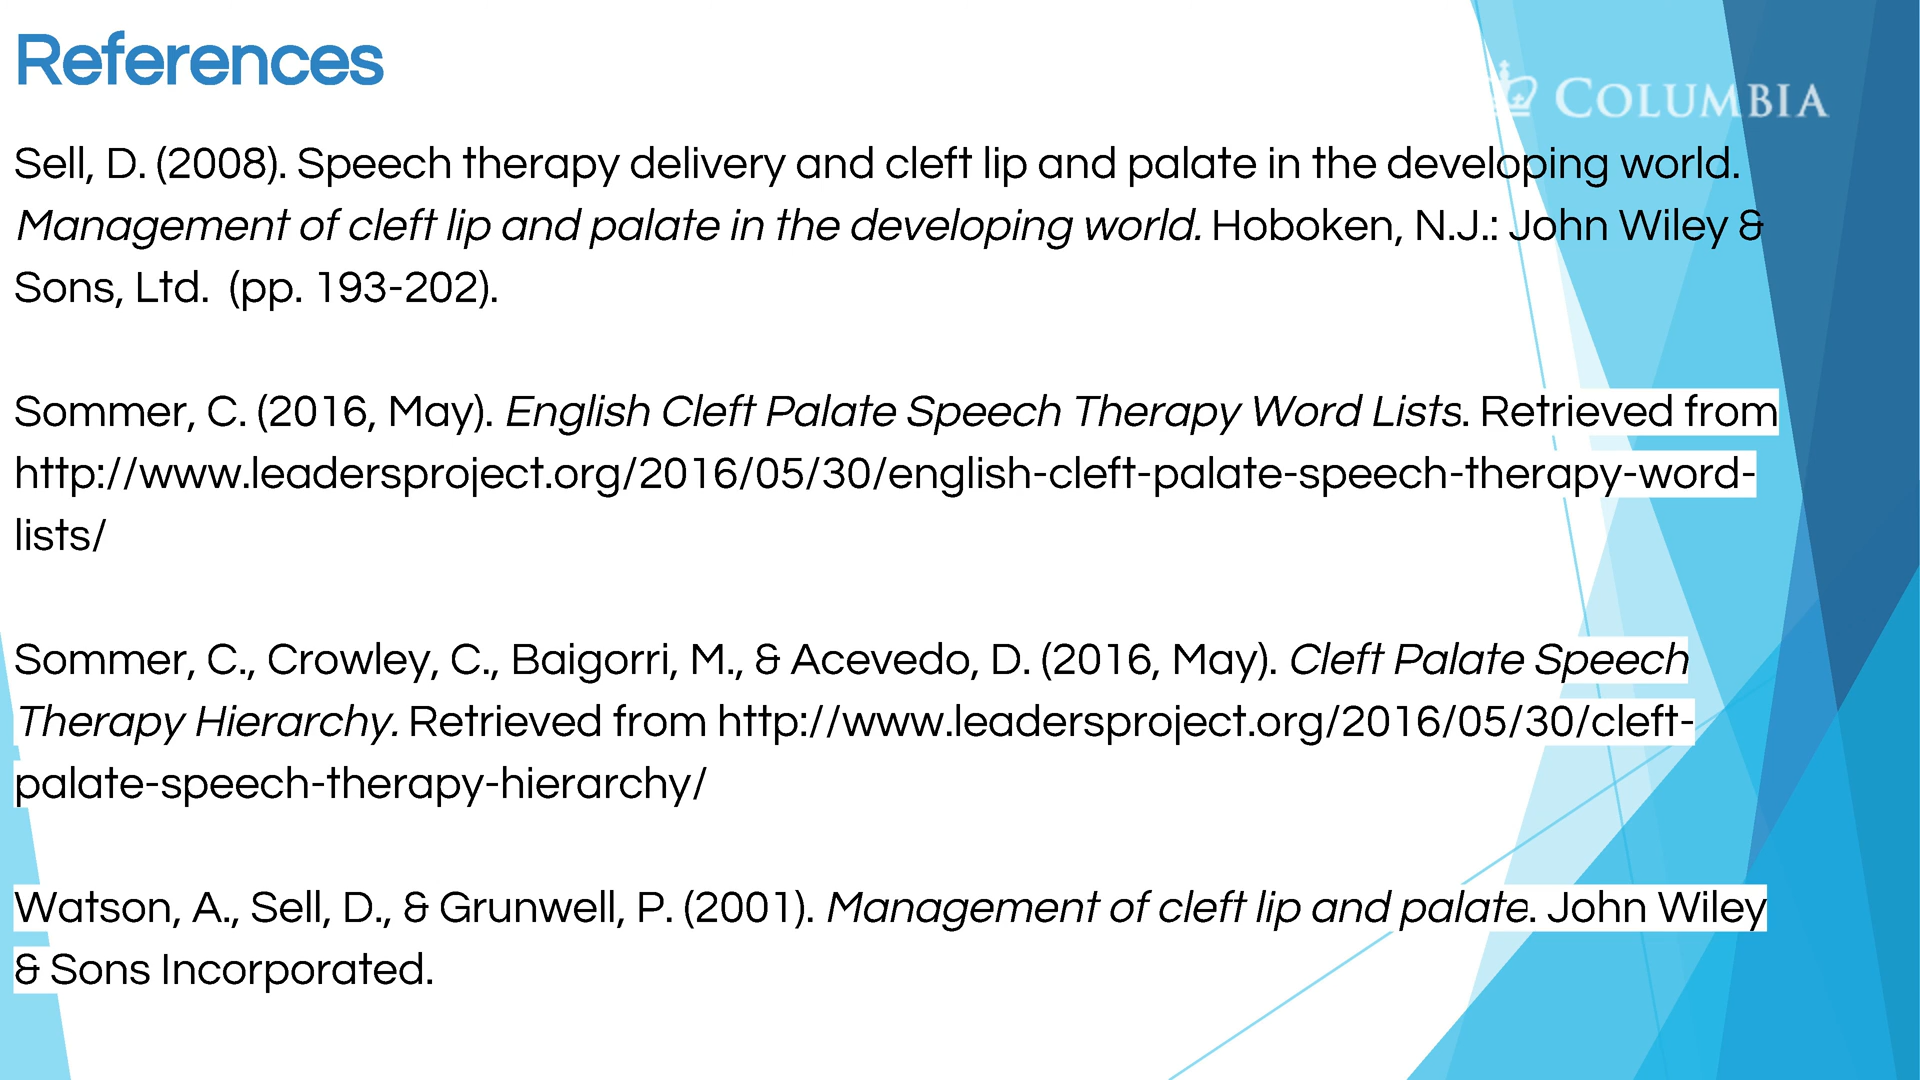 References
COLUMBIA
Sell, D. (2008). Speech therapy delivery and cleft lip and palate in the developing world.
Management of cleft lip and palate in the developing world. Hoboken, N.J.: John Wiley &
Sons, Ltd.  (pp. 193-202).
Sommer, C. (2016, May). English Cleft Palate Speech Therapy Word Lists. Retrieved from
http://www.leadersproject.org/2016/05/30/english-cleft-palate-speech-therapy-word-
lists/
Sommer, C., Crowley, C., Baigorri, M., & Acevedo, D. (2016, May). Cleft Palate Speech
Therapy Hierarchy. Retrieved from http://www.leadersproject.org/2016/05/30/cleft-
palate-speech-therapy-hierarchy/
Watson, A., Sell, D., & Grunwell, P. (2001). Management of cleft lip and palate. John Wiley
& Sons Incorporated.